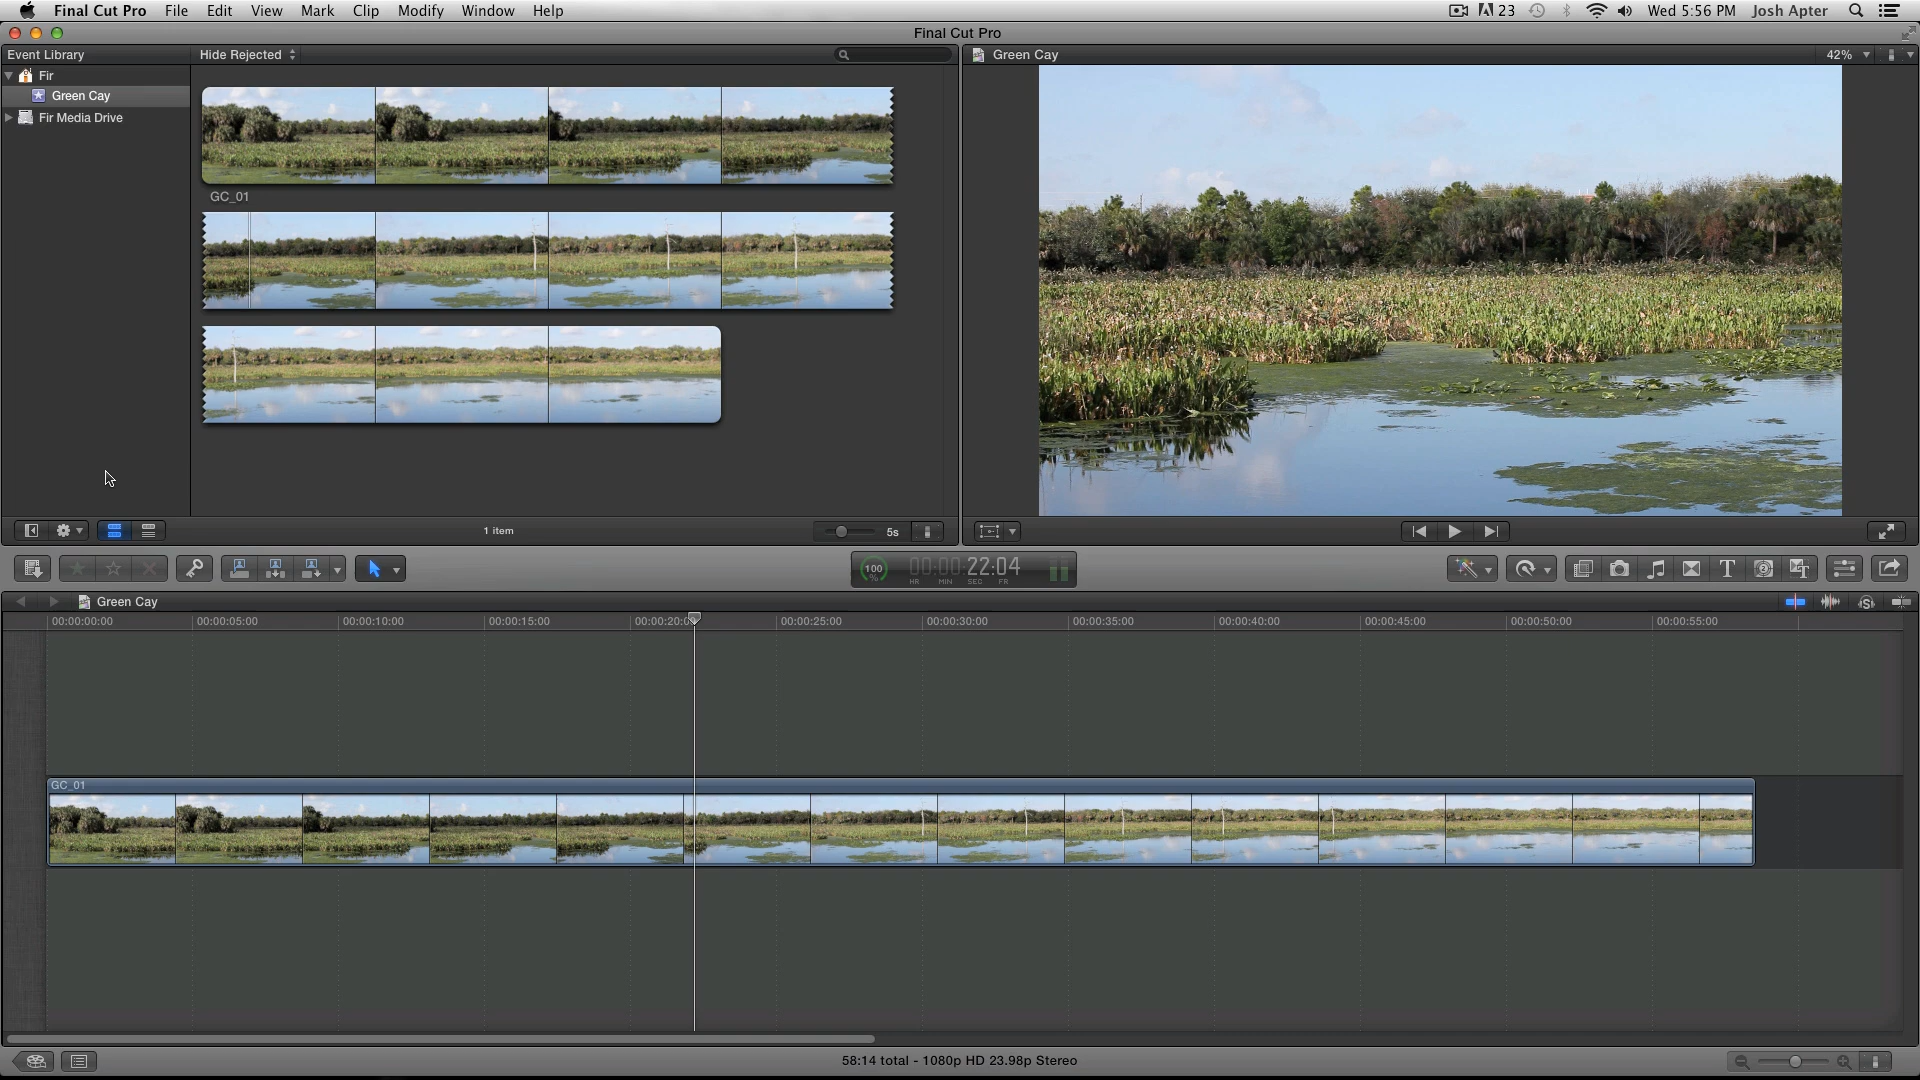 Final Cut Pro File Edit View Mark Clip Modify Window Help 23 Wed 5:56 PM Josh Apter
Final Cut Pro
Event Library
Hide Rejected
Green Cay
42%
Fir
Green Cay
Fir Media Drive
GC_01
1 item
5s
100
%
00:00:22:04
HR MIN SEC FR
Green Cay
00:00:00:00 00:00:05:00 00:00:10:00 00:00:15:00 00:00:20:0 00:00:25:00 00:00:30:00 00:00:35:00 00:00:40:00 00:00:45:00 00:00:50:00 00:00:55:00
GC_01
58:14 total - 1080p HD 23.98p Stereo